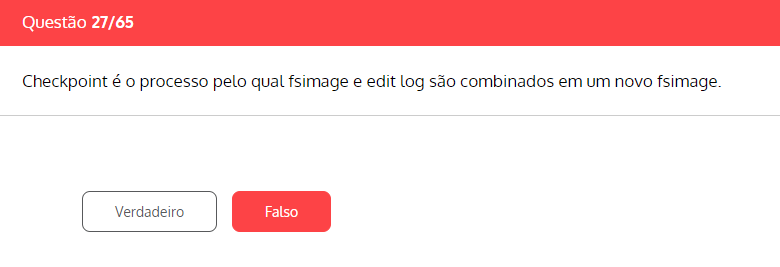 Questão 27/65
Checkpoint é o processo pelo qual fsimage e edit log são combinados em um novo fsimage.
Verdadeiro
Falso